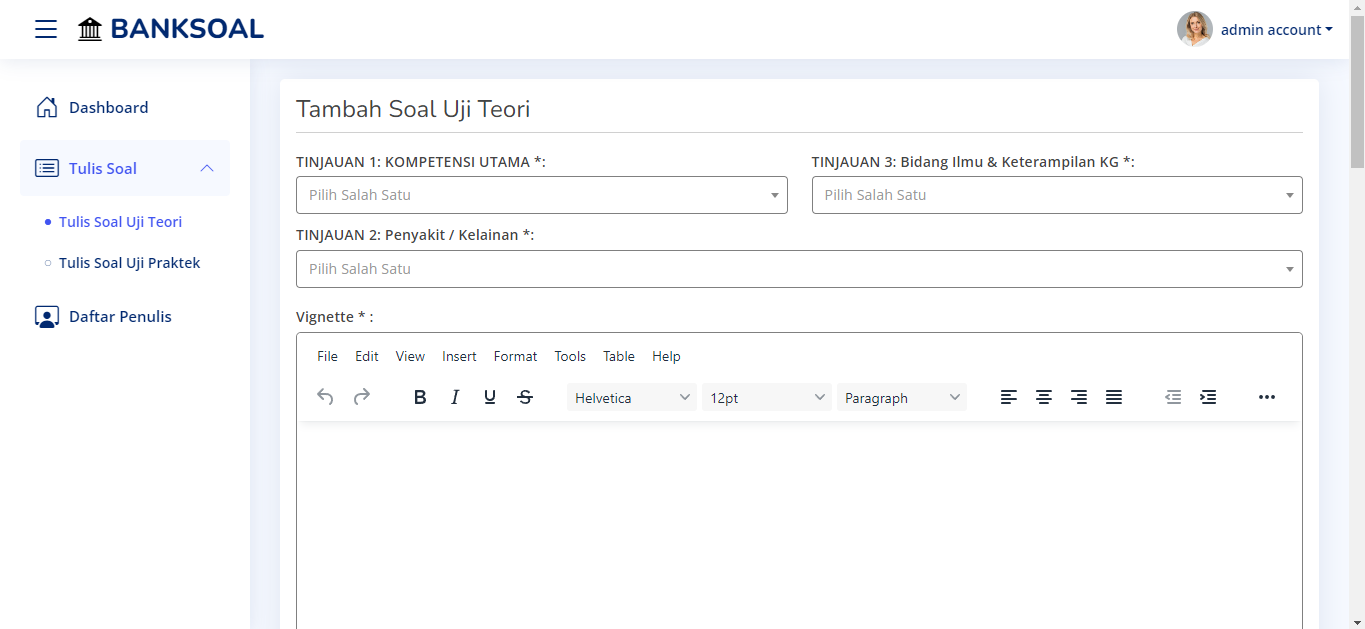 BANKSOAL
admin account
Dashboard
Tulis Soal
Tulis Soal Uji Teori
Tulis Soal Uji Praktek
Daftar Penulis
Tambah Soal Uji Teori
TINJAUAN 1: KOMPETENSI UTAMA *:
Pilih Salah Satu
TINJAUAN 3: Bidang Ilmu & Keterampilan KG *:
Pilih Salah Satu
TINJAUAN 2: Penyakit / Kelainan *:
Pilih Salah Satu
Vignette * :
File Edit View Insert Format Tools Table Help
B I U S Helvetica 12pt Paragraph